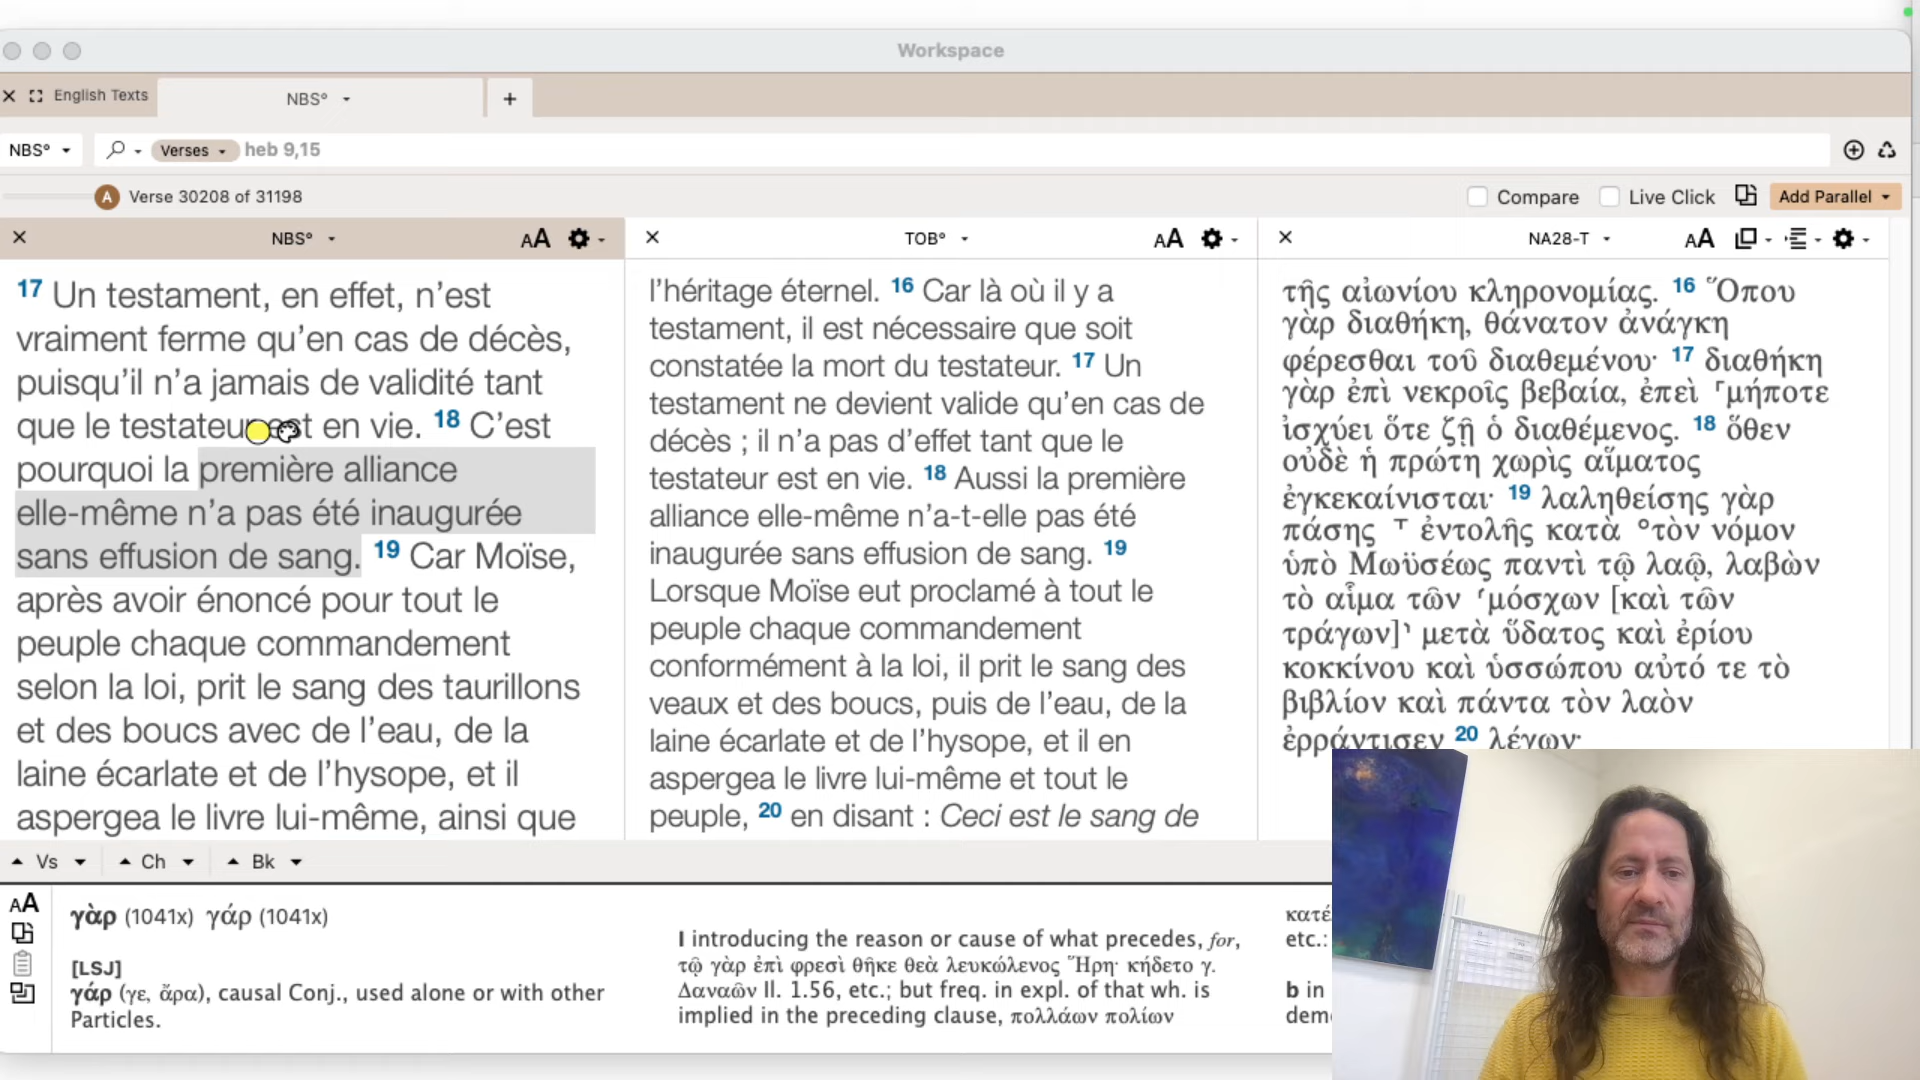 Workspace
English Texts
NBS°
+
NBS°
Verses
heb 9,15
A
Verse 30208 of 31198
Compare
Live Click
Add Parallel
NBS°
AA
17 Un testament, en effet, n’est
vraiment ferme qu’en cas de décès,
puisqu’il n’a jamais de validité tant
que le testateur est en vie. 18 C’est
pourquoi la première alliance
elle-même n’a pas été inaugurée
sans effusion de sang. 19 Car Moïse,
après avoir énoncé pour tout le
peuple chaque commandement
selon la loi, prit le sang des taurillons
et des boucs avec de l’eau, de la
laine écarlate et de l’hysope, et il
aspergea le livre lui-même, ainsi que
TOB°
AA
l’héritage éternel. 16 Car là où il y a
testament, il est nécessaire que soit
constatée la mort du testateur. 17 Un
testament ne devient valide qu’en cas de
décès ; il n’a pas d’effet tant que le
testateur est en vie. 18 Aussi la première
alliance elle-même n’a-t-elle pas été
inaugurée sans effusion de sang. 19
Lorsque Moïse eut proclamé à tout le
peuple chaque commandement
conformément à la loi, il prit le sang des
veaux et des boucs, puis de l’eau, de la
laine écarlate et de l’hysope, et il en
aspergea le livre lui-même et tout le
peuple, 20 en disant : Ceci est le sang de
NA28-T
AA
τῆς αἰωνίου κληρονομίας. 16 Ὅπου
γὰρ διαθήκη, θάνατον ἀνάγκη
φέρεσθαι τοῦ διαθεμένου· 17 διαθήκη
γὰρ ἐπὶ νεκροῖς βεβαία, ἐπεὶ ⸀μήποτε
ἰσχύει ὅτε ζῇ ὁ διαθέμενος. 18 ὅθεν
οὐδὲ ἡ πρώτη χωρὶς αἵματος
ἐγκεκαίνισται· 19 λαληθείσης γὰρ
πάσης ⸆ ἐντολῆς κατὰ °τὸν νόμον
ὑπὸ Μωϋσέως παντὶ τῷ λαῷ, λαβὼν
τὸ αἷμα τῶν ⸂μόσχων [καὶ τῶν
τράγων]⸃ μετὰ ὕδατος καὶ ἐρίου
κοκκίνου καὶ ὑσσώπου αὐτό τε τὸ
βιβλίον καὶ πάντα τὸν λαὸν
ἐρράντισεν 20 λέγων·
Vs
Ch
Bk
AA
γὰρ (1041x) γάρ (1041x)
[LSJ]
γάρ (γε, ἄρα), causal Conj., used alone or with other
Particles.
I introducing the reason or cause of what precedes, for,
τῷ γὰρ ἐπὶ φρεσὶ θῆκε θεὰ λευκώλενος Ἥρη· κήδετο γ.
Δαναῶν Il. 1.56, etc.; but freq. in expl. of that wh. is
implied in the preceding clause, πολλάων πολίων
κατέ
etc.:
b in
dem